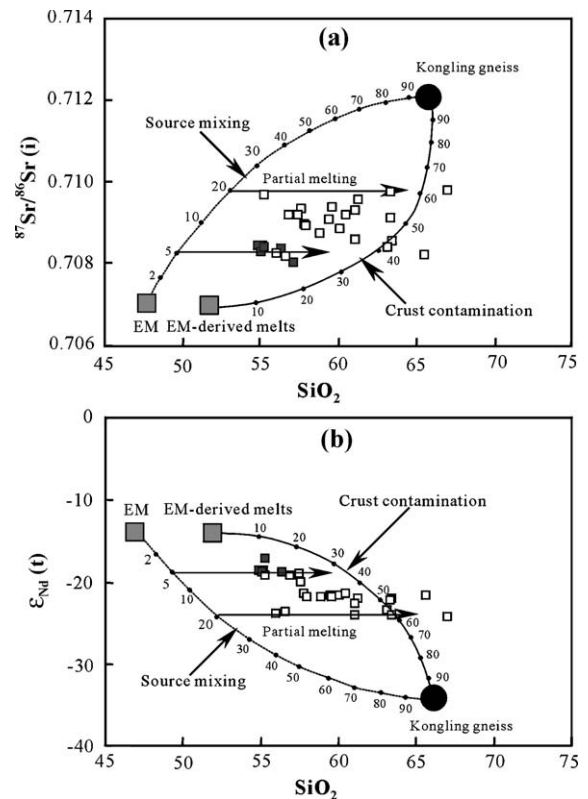 0.714
(a)
90
80
Kongling gneiss
70
60
0.712
50
Source mixing
40
90
30
80
Partial melting
70
20
60
0.710
10
50
5
40
0.708
2
30
20
10
Crust contamination
EM EM-derived melts
0.706
87Sr/86Sr (i)
45 50 55 60 65 70 75
SiO2
0
(b)
EM EM-derived melts
Crust contamination
-10
10
20
30
2
40
5
50
-20
10
60
20
Partial melting
70
30
80
-30
40
50
90
Source mixing
60
70
80
90
Kongling gneiss
-40
εNd (t)
45 50 55 60 65 70 75
SiO2